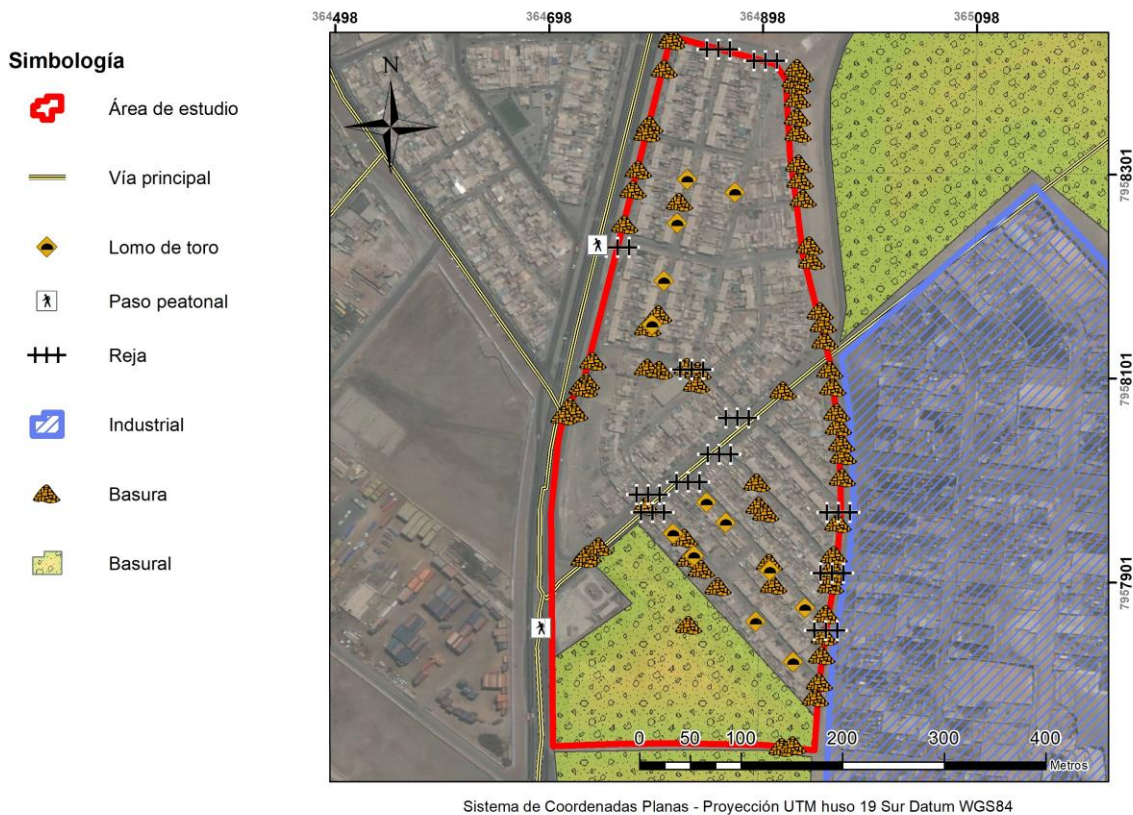 364498 364698 364898 365098
Simbología
N
Área de estudio
Vía principal
7958301
Lomo de toro
Paso peatonal
Reja
7958101
Industrial
Basura
Basural
7957901
0 50 100 200 300 400
Metros
Sistema de Coordenadas Planas - Proyección UTM huso 19 Sur Datum WGS84